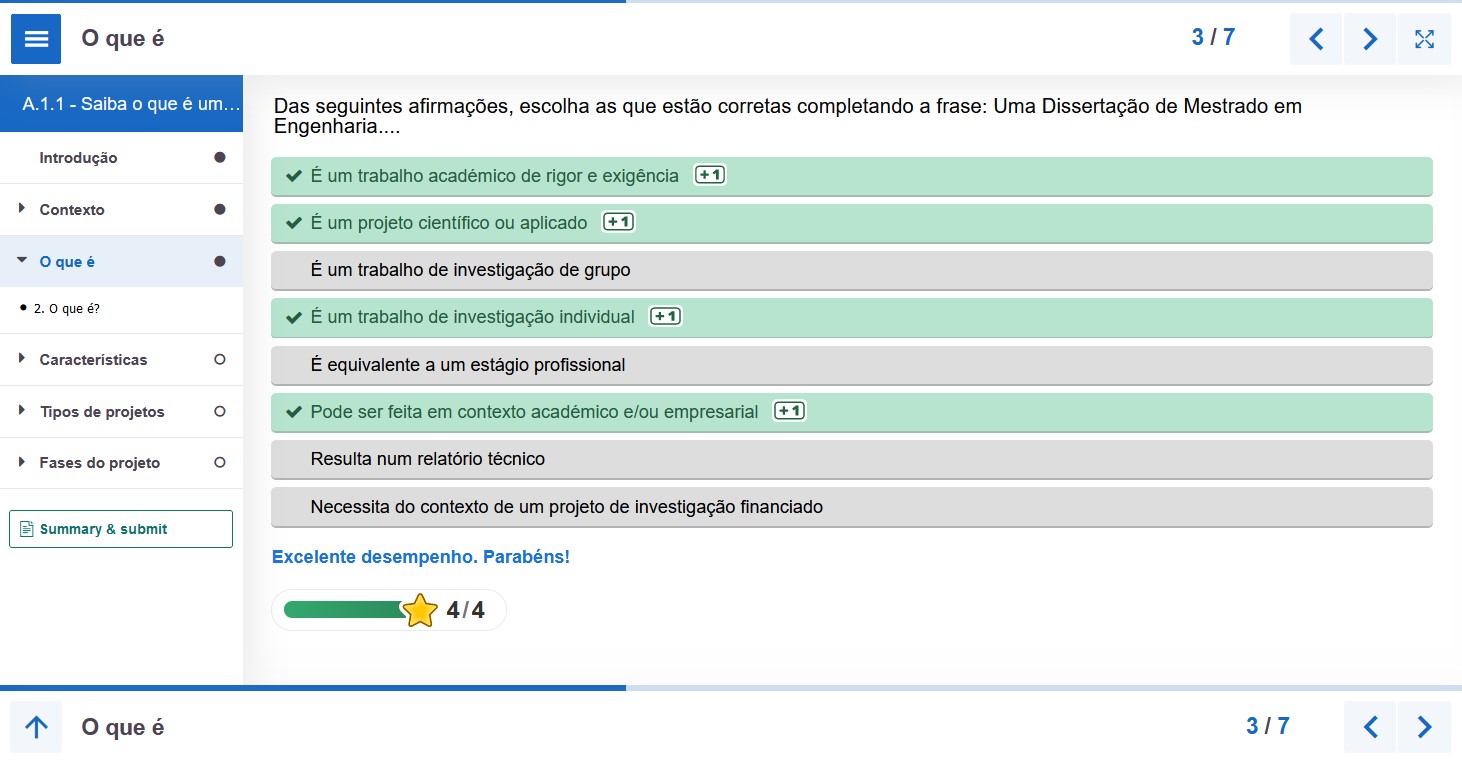 O que é
3 / 7
A.1.1 - Saiba o que é um...
Introdução
Contexto
O que é
2. O que é?
Características
Tipos de projetos
Fases do projeto
Summary & submit
Das seguintes afirmações, escolha as que estão corretas completando a frase: Uma Dissertação de Mestrado em
Engenharia....
É um trabalho académico de rigor e exigência +1
É um projeto científico ou aplicado +1
É um trabalho de investigação de grupo
É um trabalho de investigação individual +1
É equivalente a um estágio profissional
Pode ser feita em contexto académico e/ou empresarial +1
Resulta num relatório técnico
Necessita do contexto de um projeto de investigação financiado
Excelente desempenho. Parabéns!
4/4
O que é
3 / 7